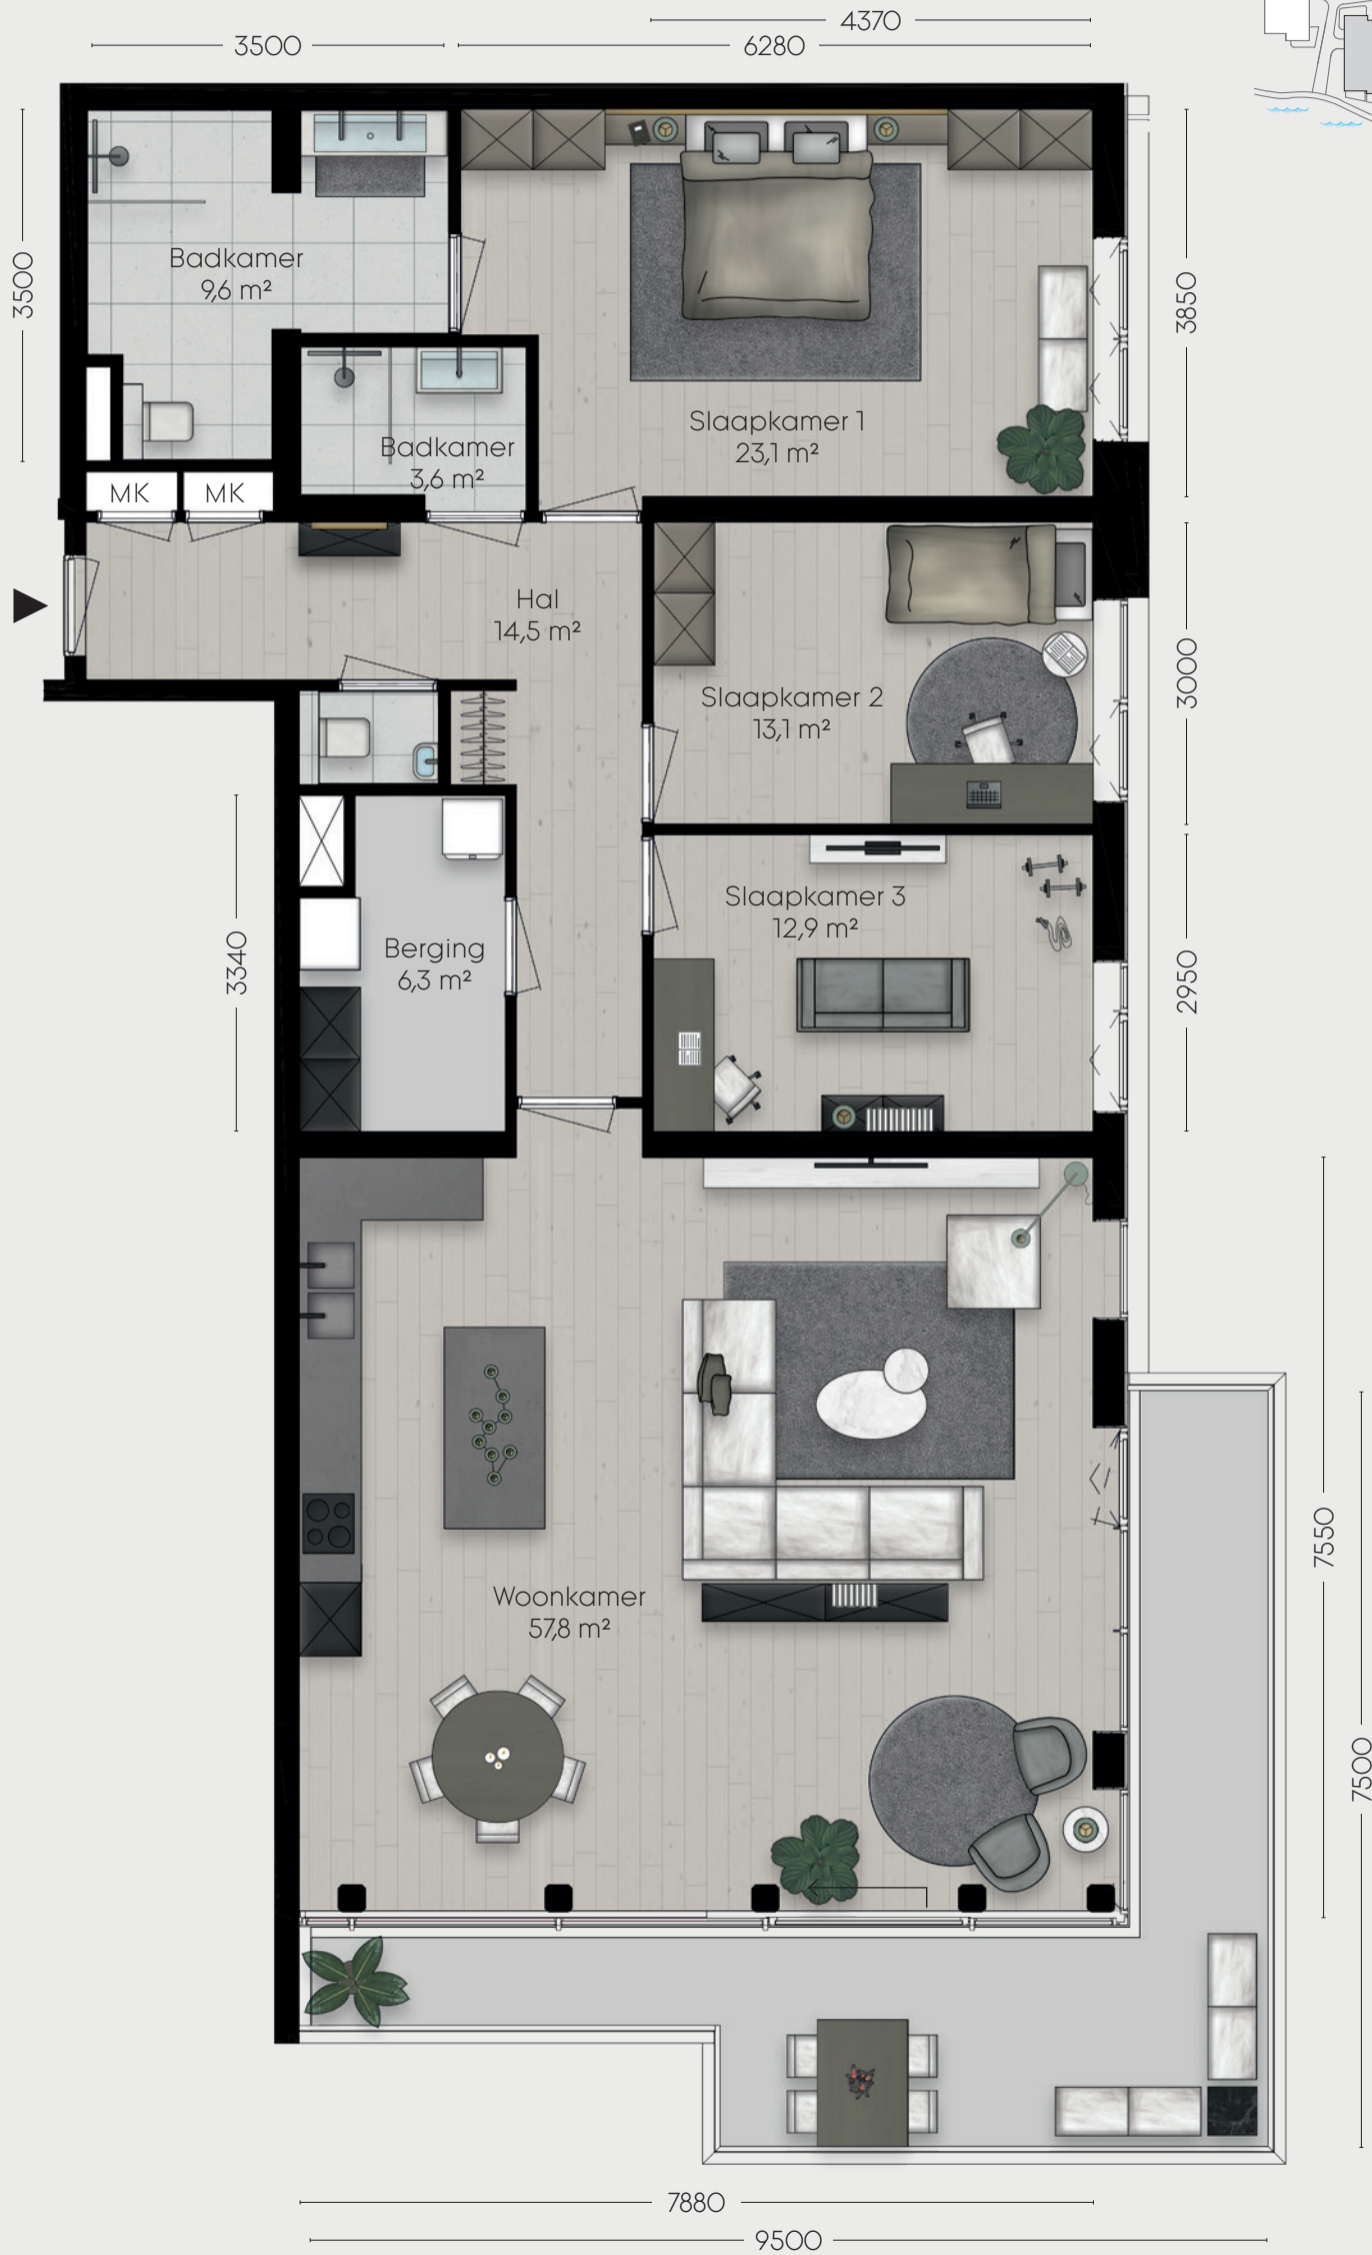 4370
3500
6280
3500
3850
Badkamer
9,6 m²
Slaapkamer 1
23,1 m²
Badkamer
3,6 m²
MK
MK
Hal
14,5 m²
3000
Slaapkamer 2
13,1 m²
Slaapkamer 3
12,9 m²
3340
Berging
6,3 m²
2950
7550
Woonkamer
57,8 m²
7500
7880
9500